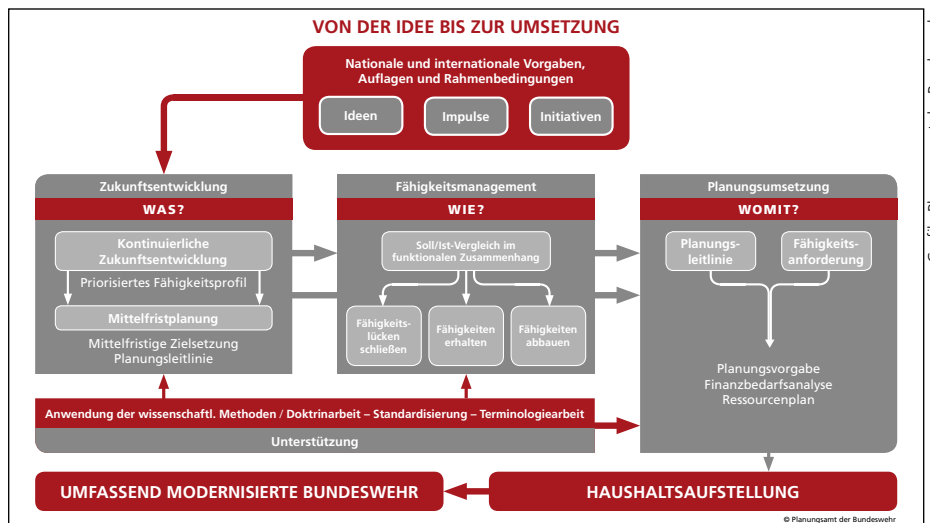 VON DER IDEE BIS ZUR UMSETZUNG
Nationale und internationale Vorgaben,
Auflagen und Rahmenbedingungen
Ideen
Impulse
Initiativen
Zukunftsentwicklung
WAS?
Kontinuierliche
Zukunftsentwicklung
Priorisiertes Fähigkeitsprofil
Mittelfristplanung
Mittelfristige Zielsetzung
Planungsleitlinie
Fähigkeitsmanagement
WIE?
Soll/Ist-Vergleich im
funktionalen Zusammenhang
Fähigkeits-
lücken
schließen
Fähigkeiten
erhalten
Fähigkeiten
abbauen
Planungsumsetzung
WOMIT?
Planungs-
leitlinie
Fähigkeits-
anforderung
Planungsvorgabe
Finanzbedarfsanalyse
Ressourcenplan
Anwendung der wissenschaftl. Methoden / Doktrinarbeit – Standardisierung – Terminologiearbeit
Unterstützung
UMFASSEND MODERNISIERTE BUNDESWEHR
HAUSHALTSAUFSTELLUNG
© Planungsamt der Bundeswehr